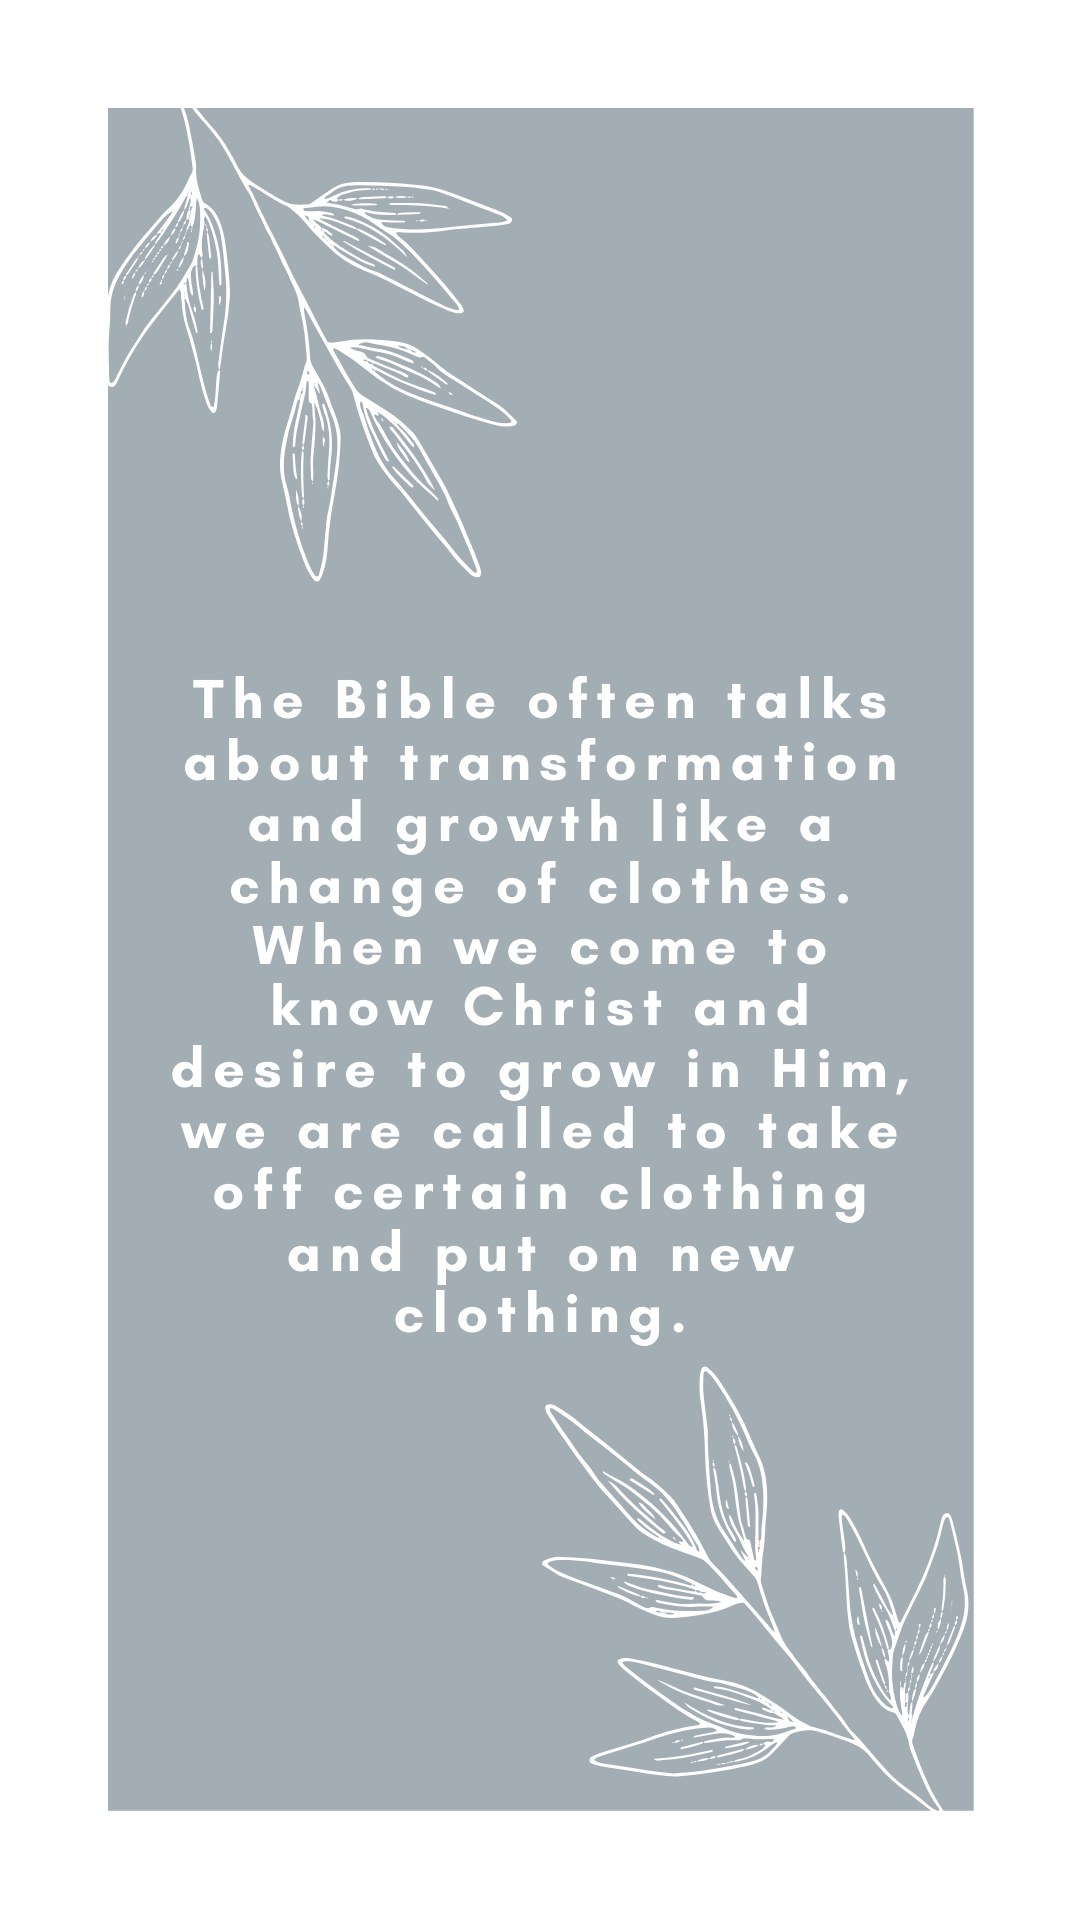 The Bible often talks
about transformation
and growth like a
change of clothes.
When we come to
know Christ and
desire to grow in Him,
we are called to take
off certain clothing
and put on new
clothing.